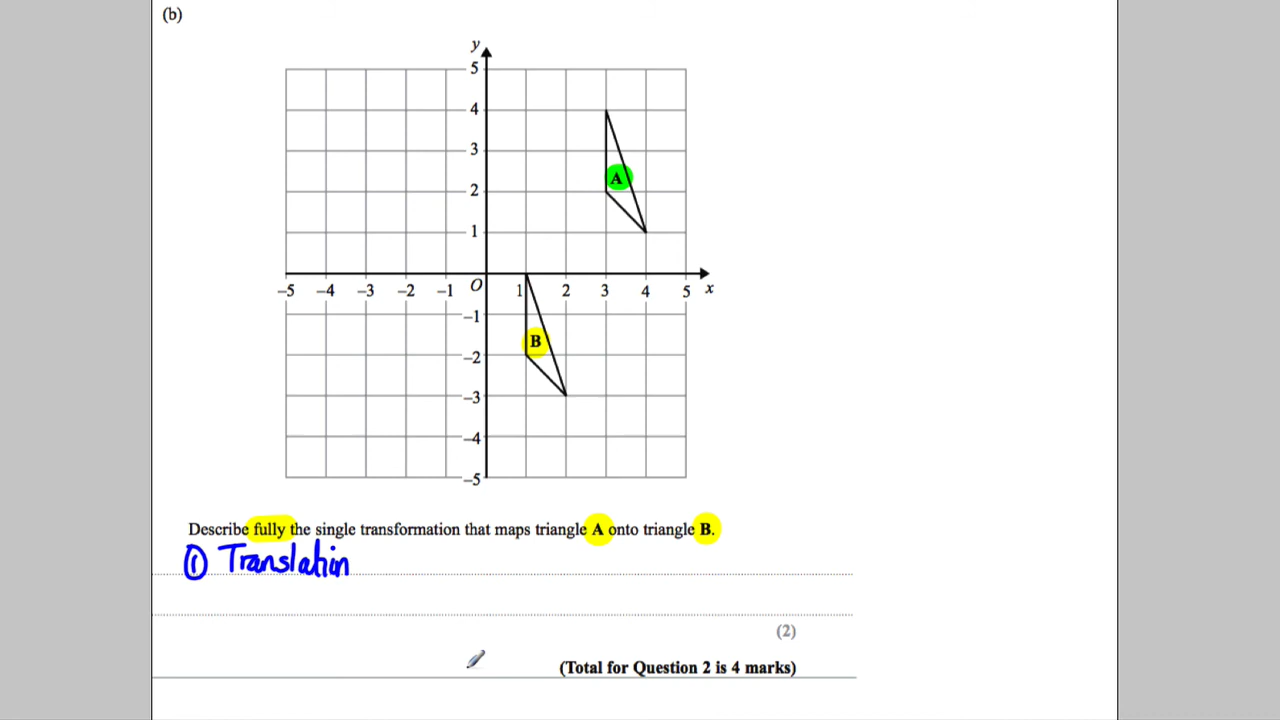 (b)
y
5
4
3
A
2
1
O
–5 –4 –3 –2 –1 1 2 3 4 5 x
–1
B
–2
–3
–4
–5
Describe fully the single transformation that maps triangle A onto triangle B.
① Translation
(2)
(Total for Question 2 is 4 marks)